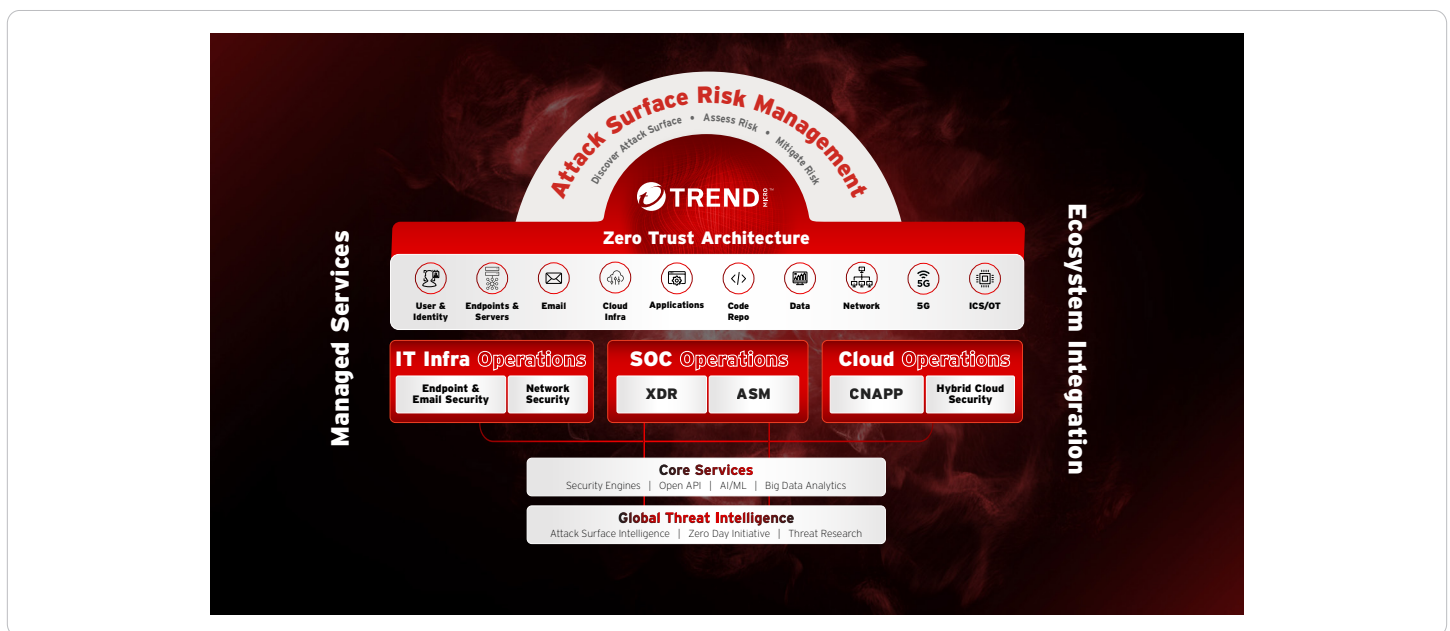 Attack Surface Risk Management
Discover Attack Surface • Assess Risk • Mitigate Risk
TREND MICRO™
Zero Trust Architecture
User &
Identity
Endpoints &
Servers
Email
Cloud
Infra
Applications
Code
Repo
Data
Network
5G
5G
ICS/OT
Managed Services
Ecosystem Integration
IT Infra Operations
Endpoint &
Email Security
Network
Security
SOC Operations
XDR
ASM
Cloud Operations
CNAPP
Hybrid Cloud
Security
Core Services
Security Engines | Open API | AI/ML | Big Data Analytics
Global Threat Intelligence
Attack Surface Intelligence | Zero Day Initiative | Threat Research